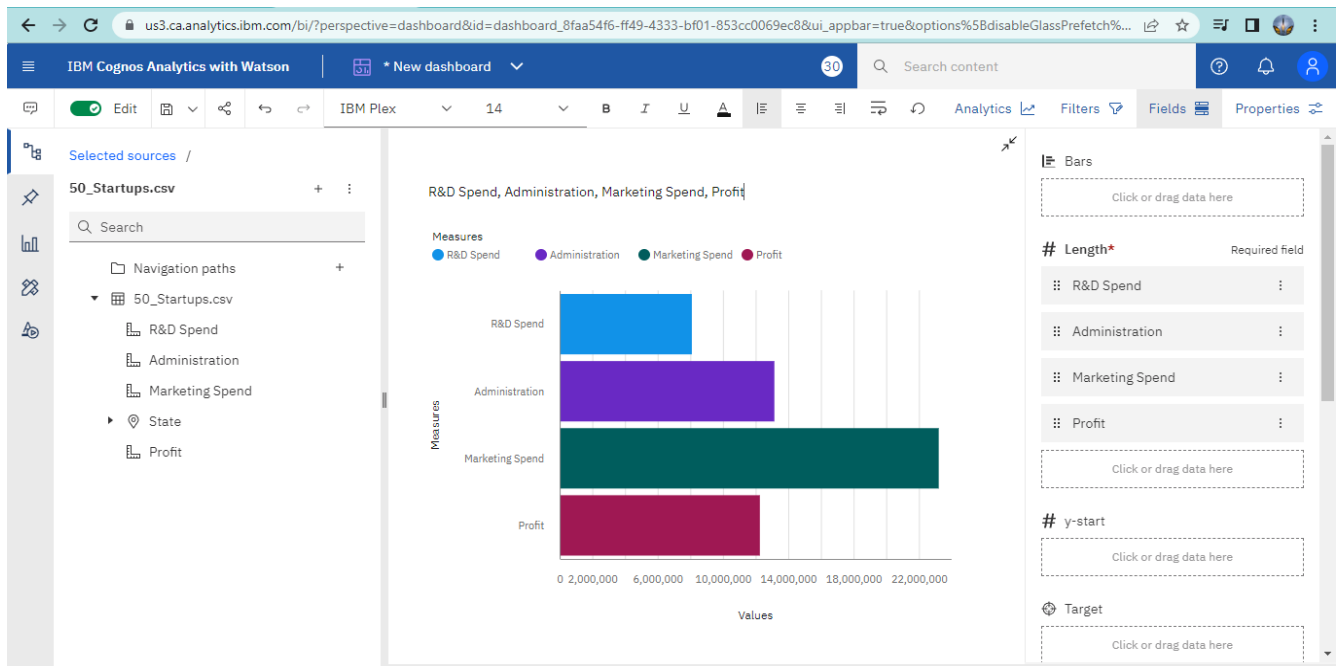 us3.ca.analytics.ibm.com/bi/?perspective=dashboard&id=dashboard_8faa54f6-ff49-4333-bf01-853cc0069ec8&ui_appbar=true&options%5BdisableGlassPrefetch%...
IBM Cognos Analytics with Watson
* New dashboard
30
Search content
Edit
IBM Plex
14
B I U A
Analytics
Filters
Fields
Properties
Selected sources /
50_Startups.csv
Search
Navigation paths
50_Startups.csv
R&D Spend
Administration
Marketing Spend
State
Profit
R&D Spend, Administration, Marketing Spend, Profit
Measures
R&D Spend Administration Marketing Spend Profit
Measures
R&D Spend
Administration
Marketing Spend
Profit
0 2,000,000 6,000,000 10,000,000 14,000,000 18,000,000 22,000,000
Values
Bars
Click or drag data here
# Length* Required field
R&D Spend
Administration
Marketing Spend
Profit
Click or drag data here
# y-start
Click or drag data here
Target
Click or drag data here